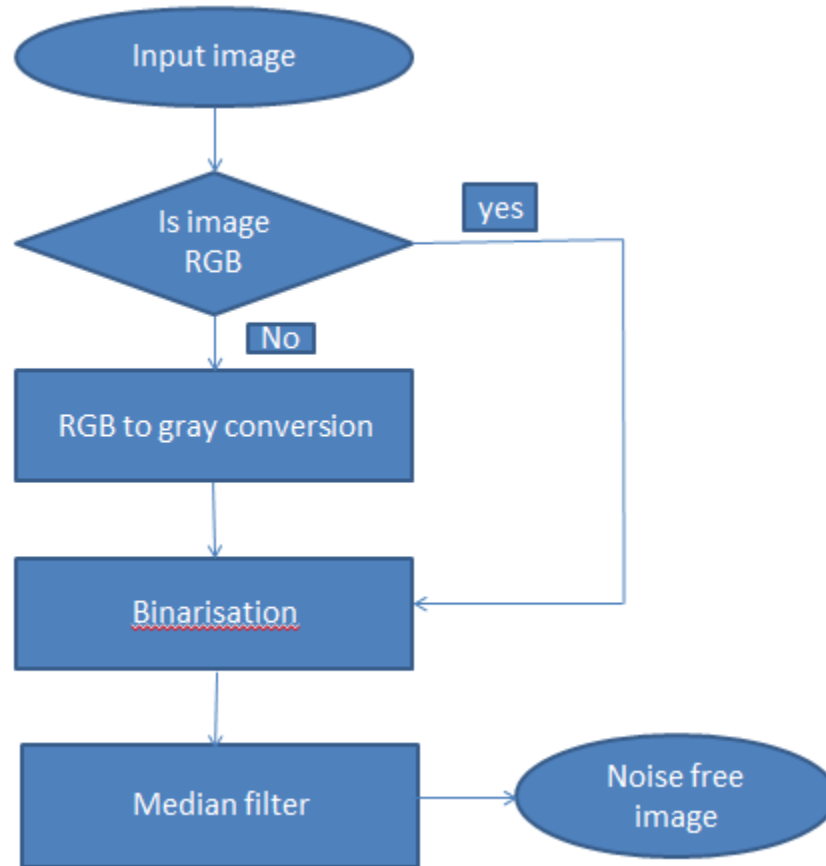 Input image
Is image
RGB
yes
No
RGB to gray conversion
Binarisation
Median filter
Noise free
image